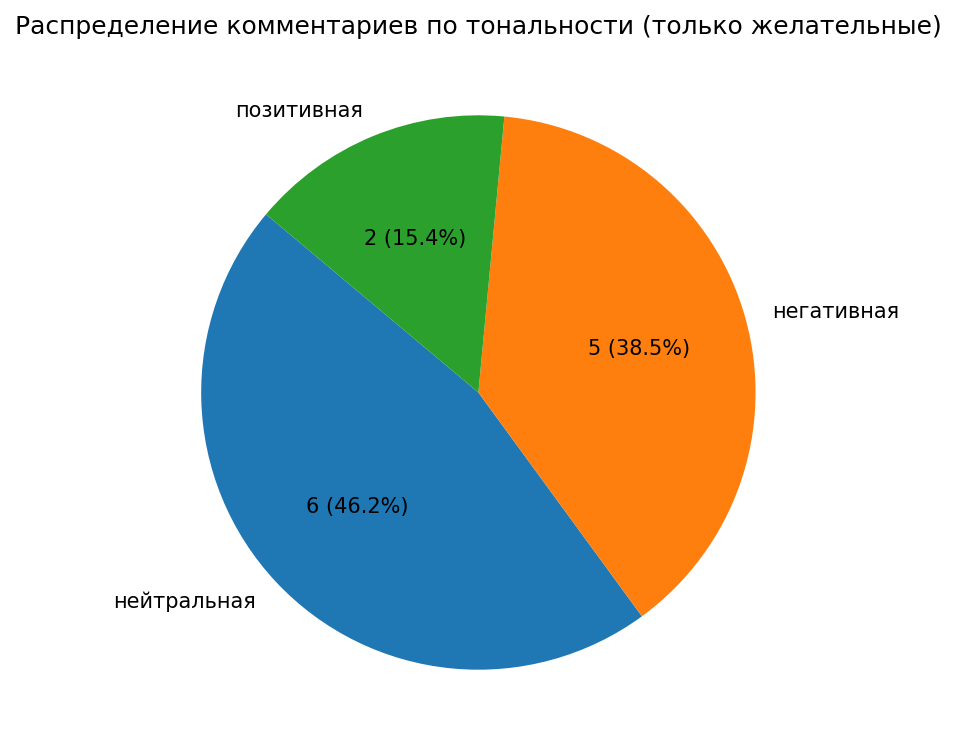 Распределение комментариев по тональности (только желательные)
позитивная
2 (15.4%)
негативная
5 (38.5%)
6 (46.2%)
нейтральная